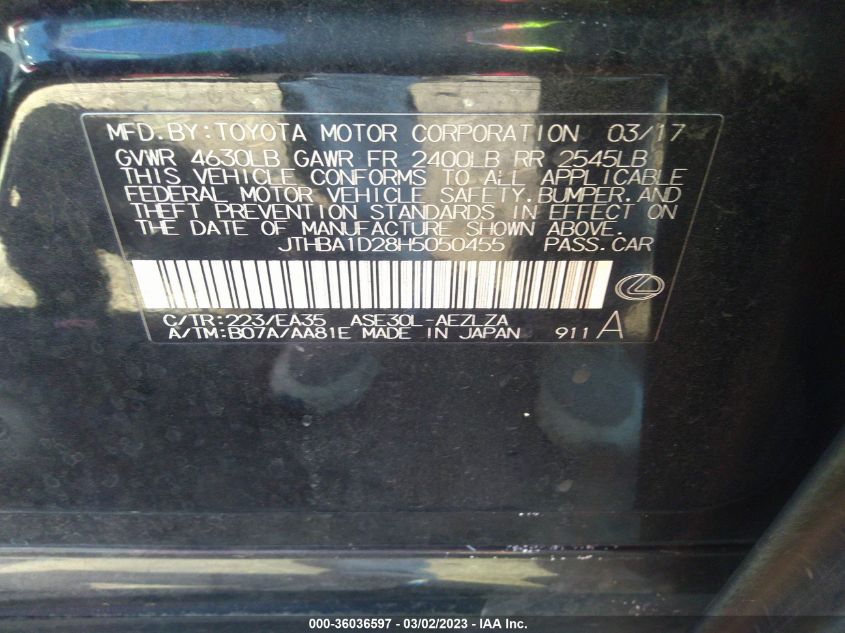 MFD.BY:TOYOTA MOTOR CORPORATION 03/17
GVWR 4630LB GAWR FR 2400LB RR 2545LB
THIS VEHICLE CONFORMS TO ALL APPLICABLE
FEDERAL MOTOR VEHICLE SAFETY,BUMPER,AND
THEFT PREVENTION STANDARDS IN EFFECT ON
THE DATE OF MANUFACTURE SHOWN ABOVE.
JTHBA1D28H5050455 PASS.CAR
C/TR:223/EA35 ASE30L-AEZLZA
A/TM:B07A/AA81E MADE IN JAPAN 911 A
000-36036597 - 03/02/2023 - IAA Inc.